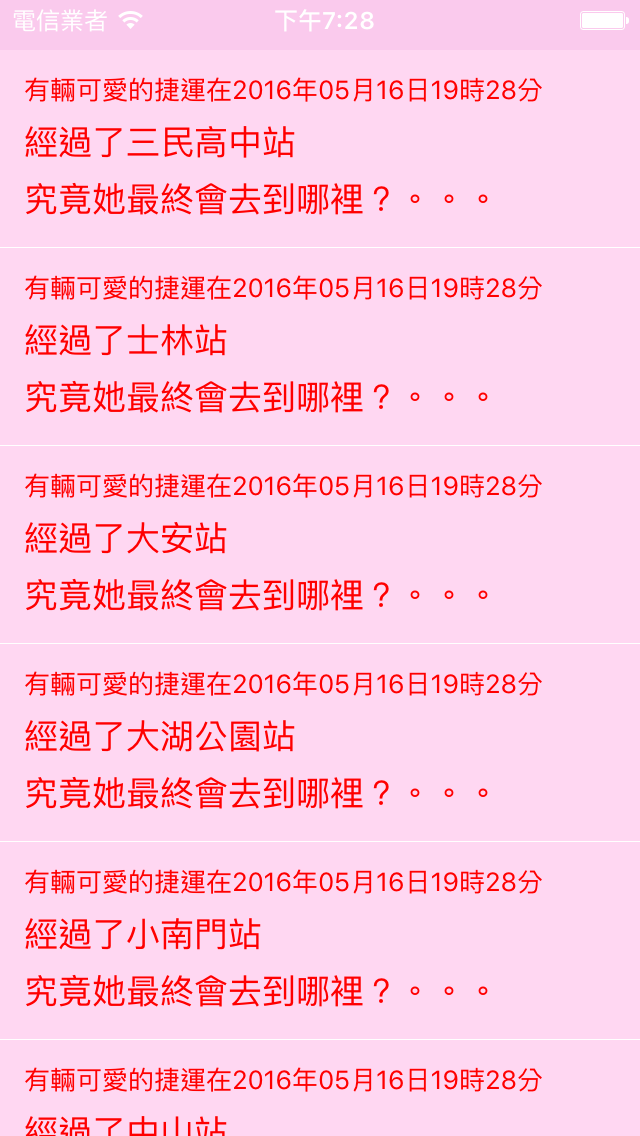 電信業者 下午7:28
有輛可愛的捷運在2016年05月16日19時28分
經過了三民高中站
究竟她最終會去到哪裡？。。。
有輛可愛的捷運在2016年05月16日19時28分
經過了士林站
究竟她最終會去到哪裡？。。。
有輛可愛的捷運在2016年05月16日19時28分
經過了大安站
究竟她最終會去到哪裡？。。。
有輛可愛的捷運在2016年05月16日19時28分
經過了大湖公園站
究竟她最終會去到哪裡？。。。
有輛可愛的捷運在2016年05月16日19時28分
經過了小南門站
究竟她最終會去到哪裡？。。。
有輛可愛的捷運在2016年05月16日19時28分
經過了中山站